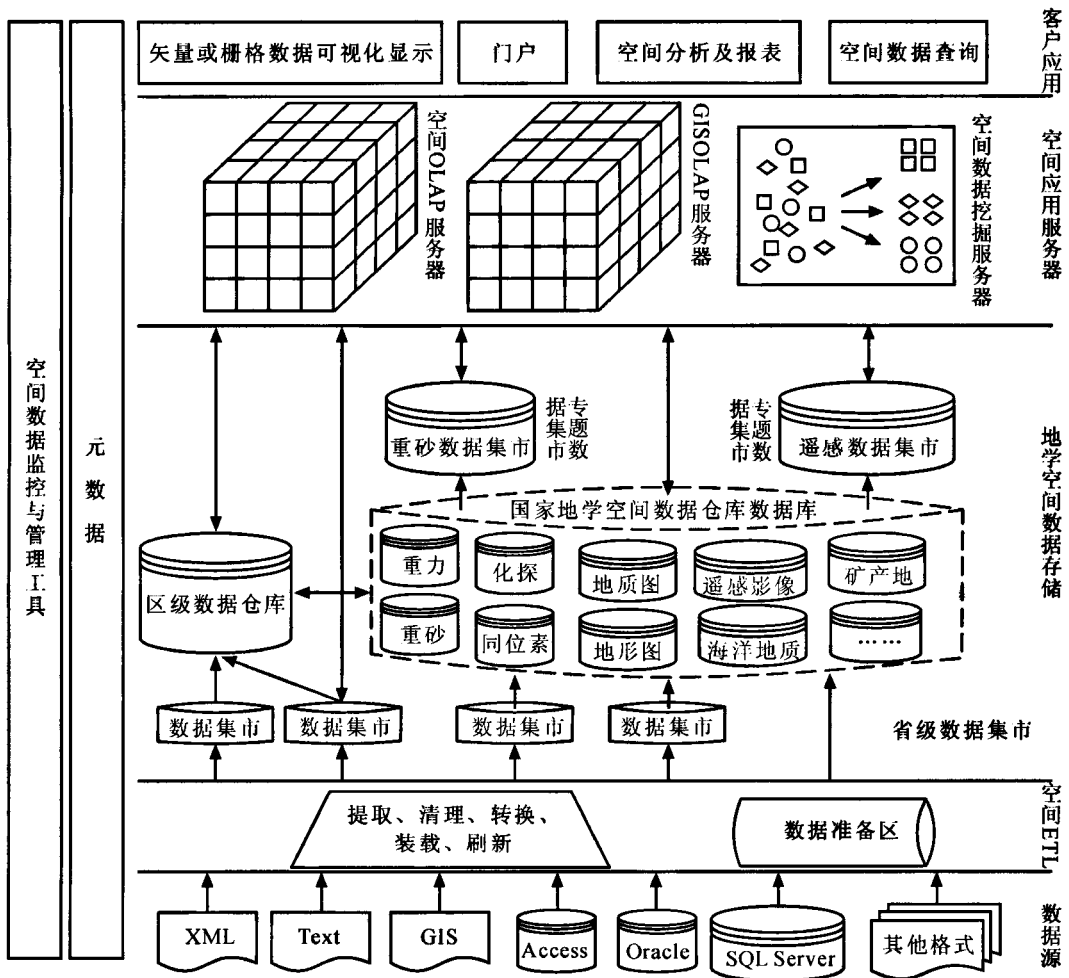 空间数据监控与管理工具
元数据
矢量或栅格数据可视化显示
门户
空间分析及报表
空间数据查询
客户应用
空间OLAP服务器
GISOLAP服务器
空间数据挖掘服务器
空间应用服务器
重砂数据集市
专题数
据集市
遥感数据集市
专题数
据集市
地学空间数据存储
国家地学空间数据仓库数据库
重力
化探
地质图
遥感影像
矿产地
重砂
同位素
地形图
海洋地质
……
区级数据仓库
数据集市
数据集市
数据集市
数据集市
省级数据集市
提取、清理、转换、
装载、刷新
数据准备区
空间ETL
XML
Text
GIS
Access
Oracle
SQL Server
其他格式
数据源